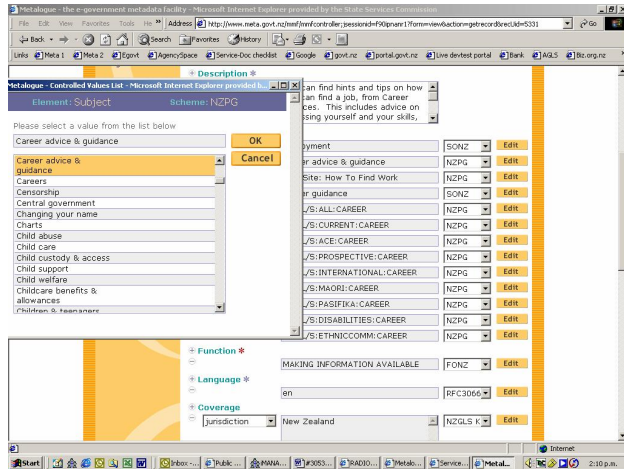 Metalogue - the e-government metadata facility - Microsoft Internet Explorer provided by the State Services Commission
File Edit View Favorites Tools He » Address http://www.meta.govt.nz/mmf/mmfcontroller;jsessionid=f90ipnanr1?form=view&action=getrecord&recUid=5331 Go
Back Search Favorites History
Links Meta 1 Meta 2 Egovt AgencySpace Service-Doc checklist Google govt.nz portal.govt.nz Live devtest portal Bank AGLS Biz.org.nz
Description *
Metalogue - Controlled Values List - Microsoft Internet Explorer provided b...
can find hints and tips on how
Element: Subject Scheme: NZPG
can find a job, from Career
ces. This includes advice on
Please select a value from the list below
ssing yourself and your skills,
Career advice & guidance OK
oyment SONZ Edit
Career advice &
guidance
Cancel
er advice & guidance NZPG Edit
Careers
Site: How To Find Work NZPG Edit
Censorship
Central government
er guidance SONZ Edit
Changing your name
L/S:ALL:CAREER NZPG Edit
Charts
L/S:CURRENT:CAREER NZPG Edit
Child abuse
Child care
L/S:ACE:CAREER NZPG Edit
Child custody & access
L/S:PROSPECTIVE:CAREER NZPG Edit
Child support
L/S:INTERNATIONAL:CAREER NZPG Edit
Child welfare
L/S:MAORI:CAREER NZPG Edit
Childcare benefits &
allowances
L/S:PASIFIKA:CAREER NZPG Edit
Children & teenagers
L/S:DISABILITIES:CAREER NZPG Edit
L/S:ETHNICCOMM:CAREER NZPG Edit
Function *
MAKING INFORMATION AVAILABLE FONZ Edit
Language *
en RFC3066 Edit
Coverage
jurisdiction New Zealand NZGLS K Edit
Internet
Start Inbox -... Public ... MANA... #3053... RADIO... Metalo... Service... Metal... 2:10 p.m.